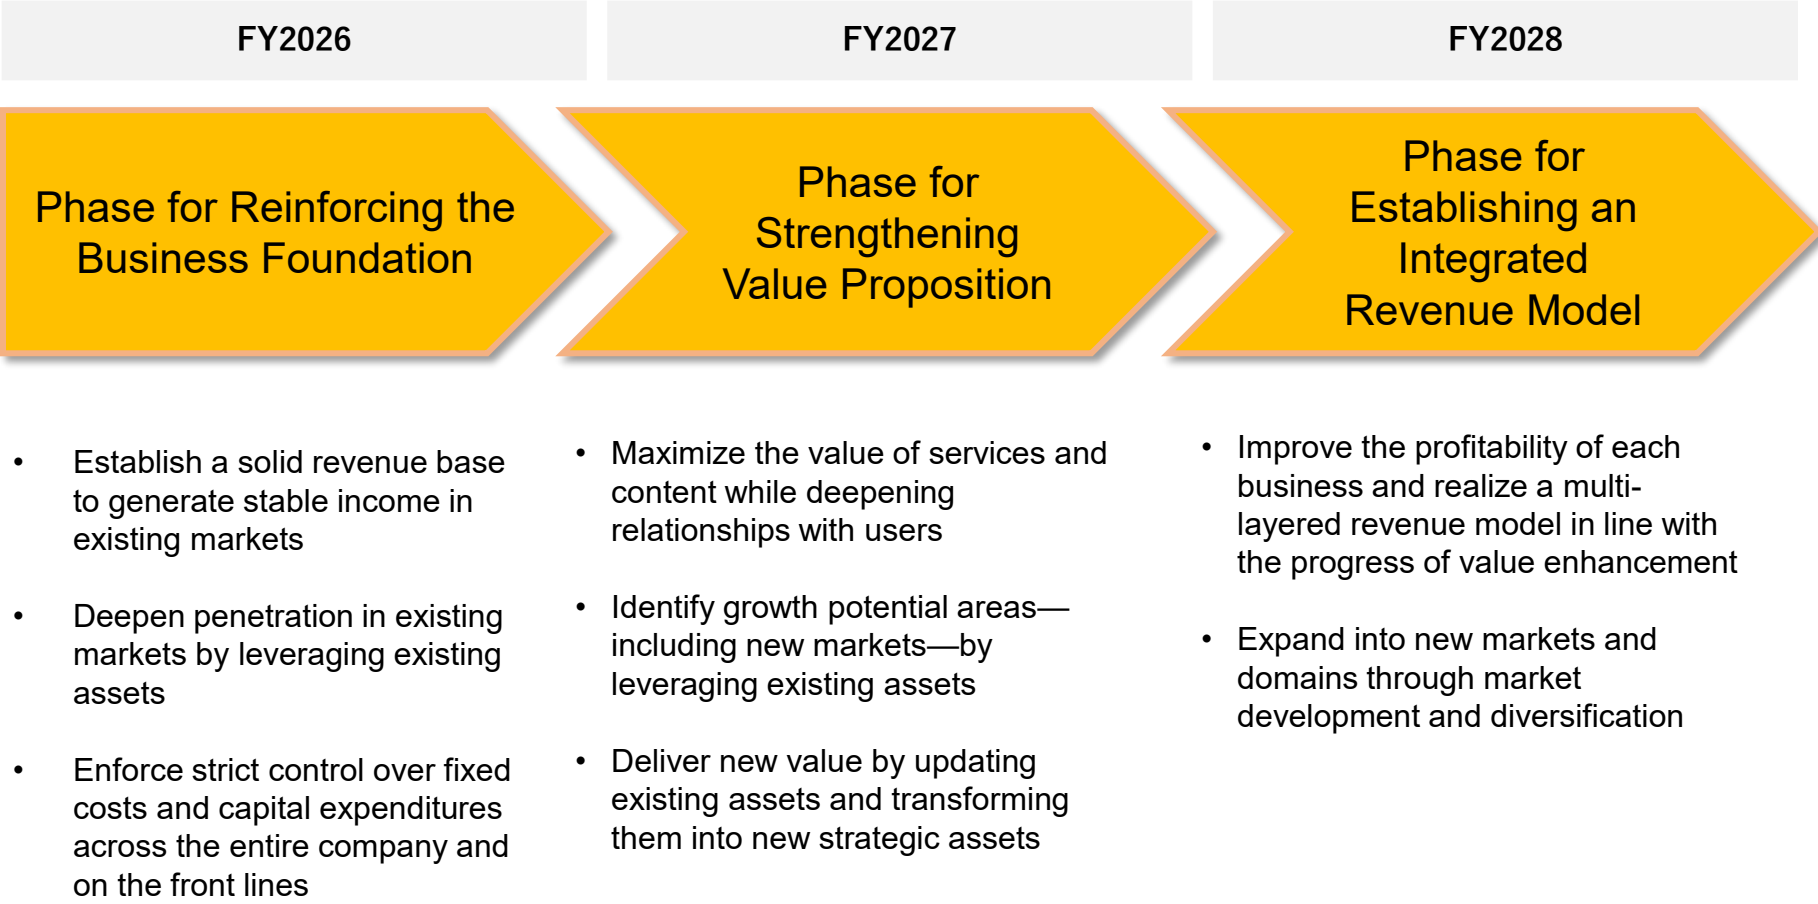 FY2026
FY2027
FY2028
Phase for Reinforcing the
Business Foundation
Phase for
Strengthening
Value Proposition
Phase for
Establishing an
Integrated
Revenue Model
• Establish a solid revenue base
to generate stable income in
existing markets
• Deepen penetration in existing
markets by leveraging existing
assets
• Enforce strict control over fixed
costs and capital expenditures
across the entire company and
on the front lines
• Maximize the value of services and
content while deepening
relationships with users
• Identify growth potential areas—
including new markets—by
leveraging existing assets
• Deliver new value by updating
existing assets and transforming
them into new strategic assets
• Improve the profitability of each
business and realize a multi-
layered revenue model in line with
the progress of value enhancement
• Expand into new markets and
domains through market
development and diversification